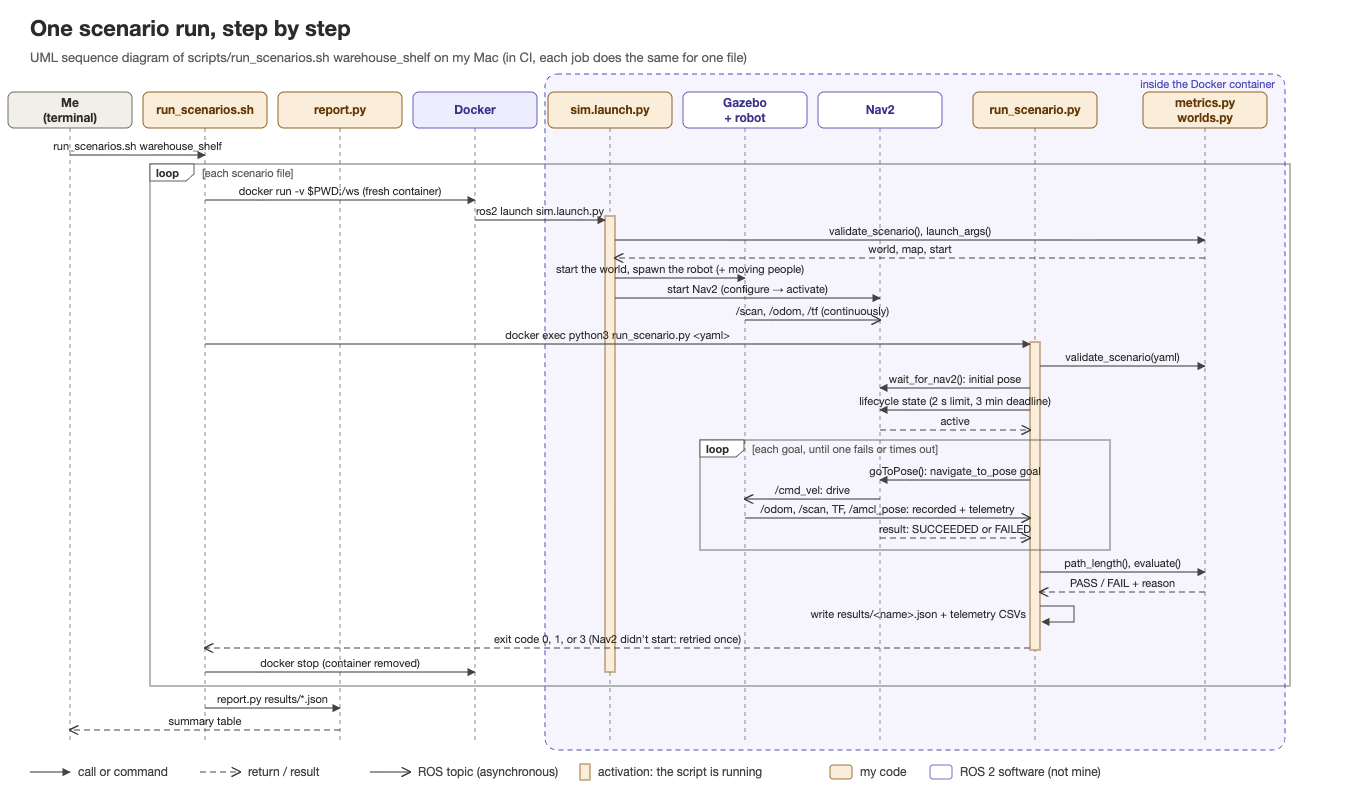 One scenario run, step by step
UML sequence diagram of scripts/run_scenarios.sh warehouse_shelf on my Mac (in CI, each job does the same for one file)
inside the Docker container
Me
(terminal)
run_scenarios.sh
report.py
Docker
sim.launch.py
Gazebo
+ robot
Nav2
run_scenario.py
metrics.py
worlds.py
run_scenarios.sh warehouse_shelf
loop
[each scenario file]
docker run -v $PWD:/ws (fresh container)
ros2 launch sim.launch.py
validate_scenario(), launch_args()
world, map, start
start the world, spawn the robot (+ moving people)
start Nav2 (configure → activate)
/scan, /odom, /tf (continuously)
docker exec python3 run_scenario.py <yaml>
validate_scenario(yaml)
wait_for_nav2(): initial pose
lifecycle state (2 s limit, 3 min deadline)
active
loop
[each goal, until one fails or times out]
goToPose(): navigate_to_pose goal
/cmd_vel: drive
/odom, /scan, TF, /amcl_pose: recorded + telemetry
result: SUCCEEDED or FAILED
path_length(), evaluate()
PASS / FAIL + reason
write results/<name>.json + telemetry CSVs
exit code 0, 1, or 3 (Nav2 didn't start: retried once)
docker stop (container removed)
report.py results/*.json
summary table
call or command
return / result
ROS topic (asynchronous)
activation: the script is running
my code
ROS 2 software (not mine)